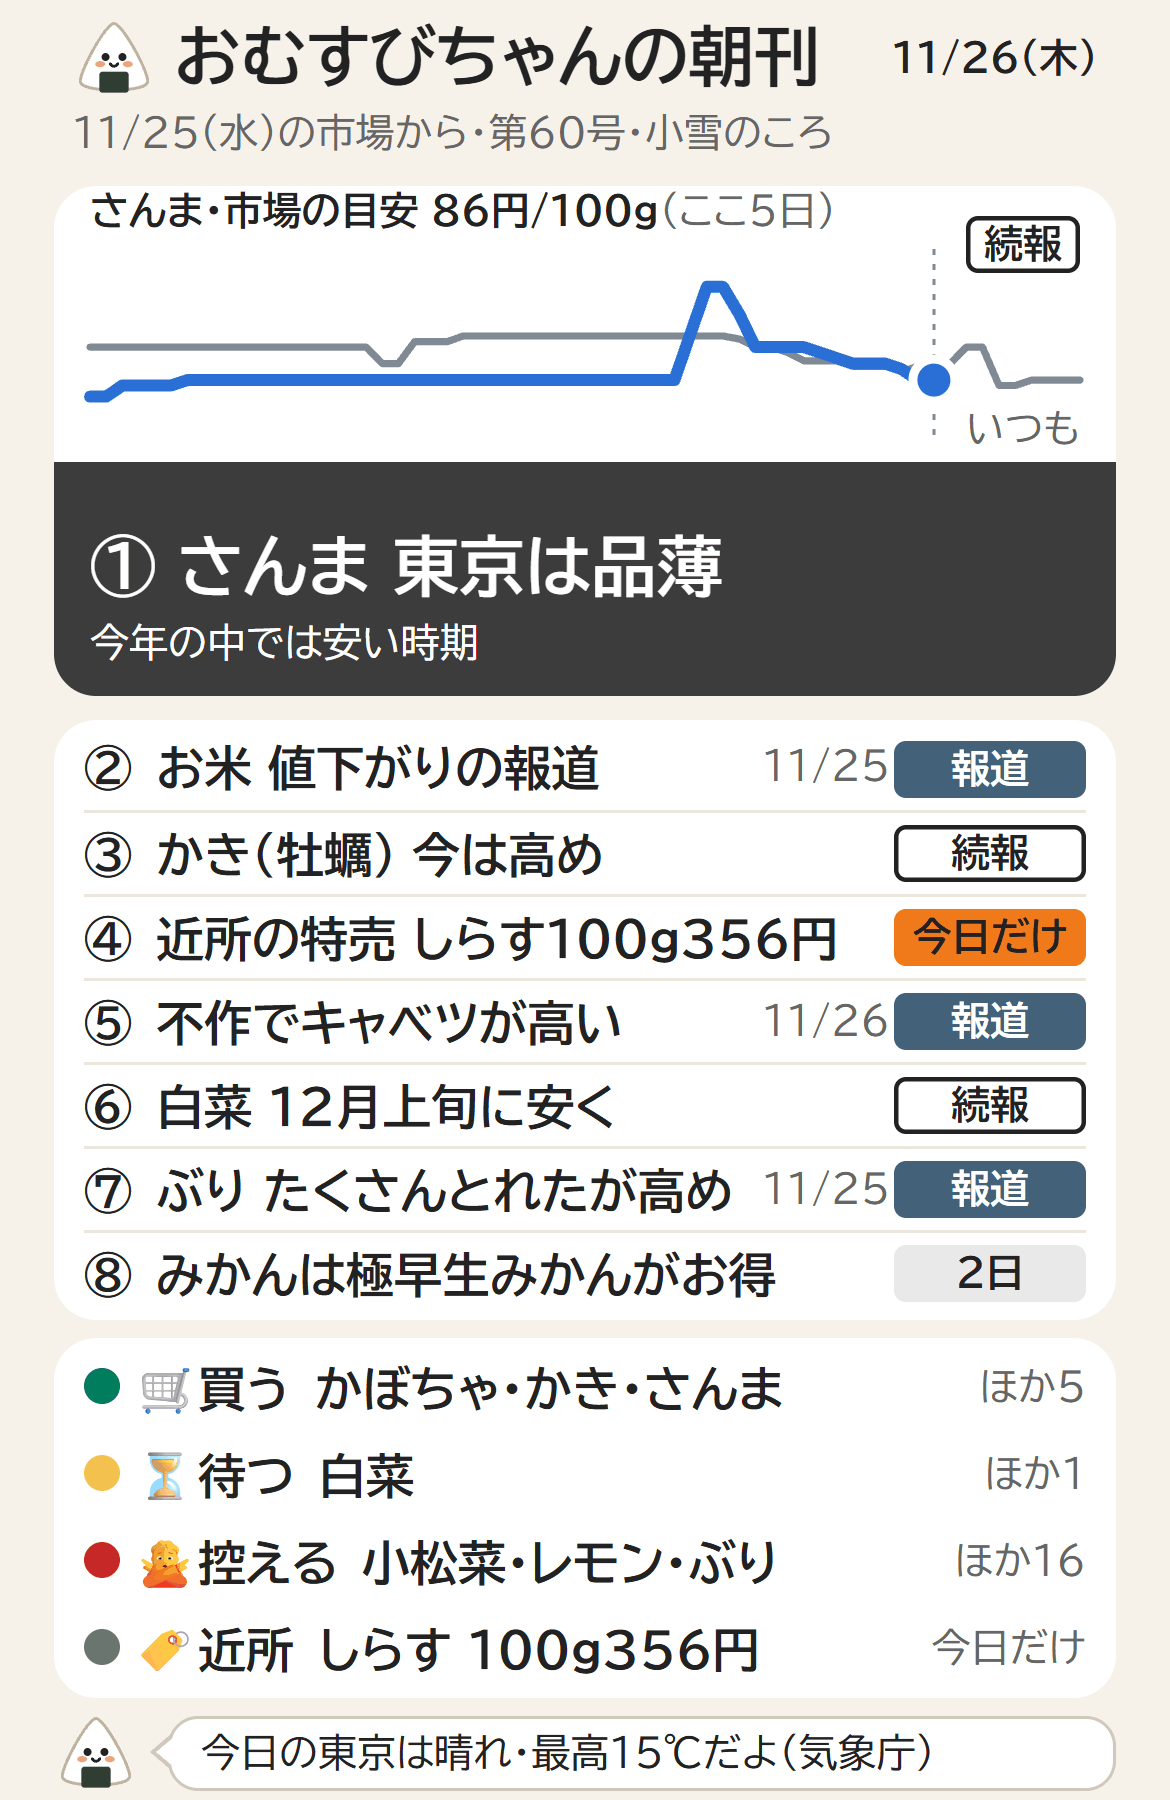 おむすびちゃんの朝刊 11/26(木)
11/25(水)の市場から・第60号・小雪のころ
さんま・市場の目安 86円/100g(ここ5日)
続報
いつも
① さんま 東京は品薄
今年の中では安い時期
② お米 値下がりの報道 11/25 報道
③ かき(牡蠣) 今は高め 続報
④ 近所の特売 しらす100g356円 今日だけ
⑤ 不作でキャベツが高い 11/26 報道
⑥ 白菜 12月上旬に安く 続報
⑦ ぶり たくさんとれたが高め 11/25 報道
⑧ みかんは極早生みかんがお得 2日
買う かぼちゃ・かき・さんま ほか5
待つ 白菜 ほか1
控える 小松菜・レモン・ぶり ほか16
近所 しらす 100g356円 今日だけ
今日の東京は晴れ・最高15℃だよ(気象庁)